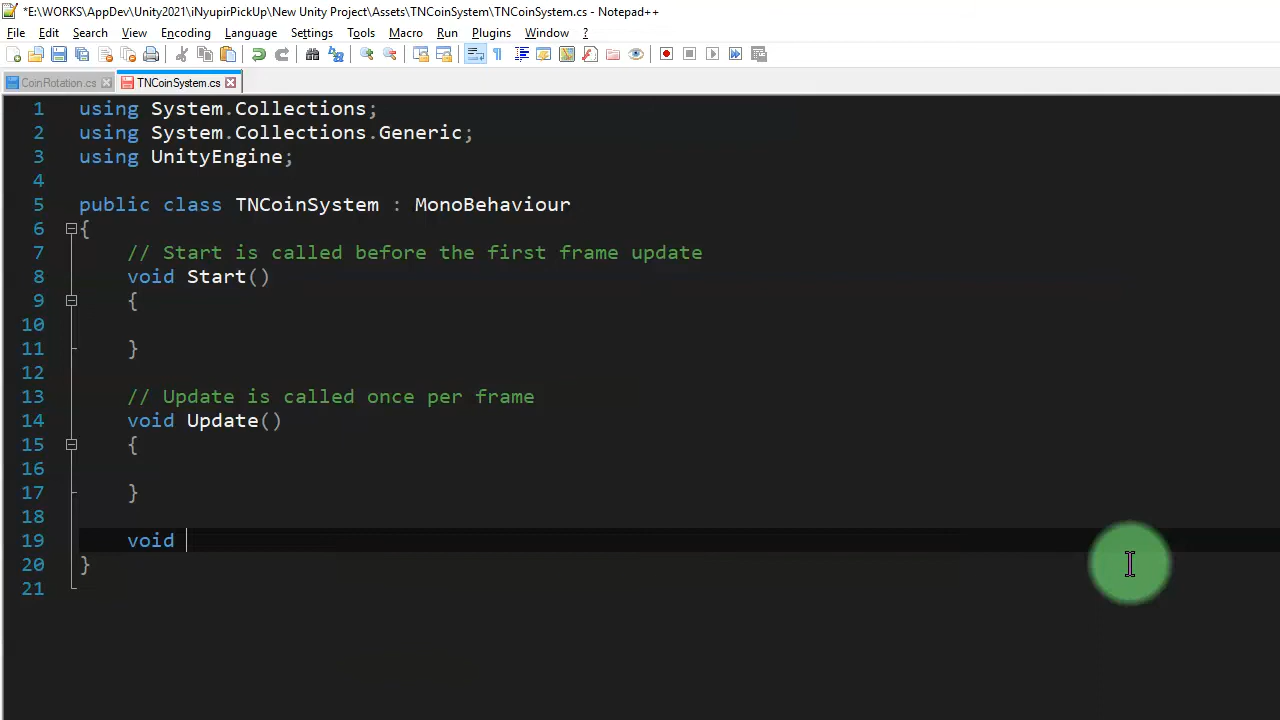 *E:\WORKS\AppDev\Unity2021\iNyupirPickUp\New Unity Project\Assets\TNCoinSystem\TNCoinSystem.cs - Notepad++
File Edit Search View Encoding Language Settings Tools Macro Run Plugins Window ?
CoinRotation.cs TNCoinSystem.cs
1 using System.Collections;
2 using System.Collections.Generic;
3 using UnityEngine;
4
5 public class TNCoinSystem : MonoBehaviour
6 {
7 // Start is called before the first frame update
8 void Start()
9 {
10
11 }
12
13 // Update is called once per frame
14 void Update()
15 {
16
17 }
18
19 void
20 }
21